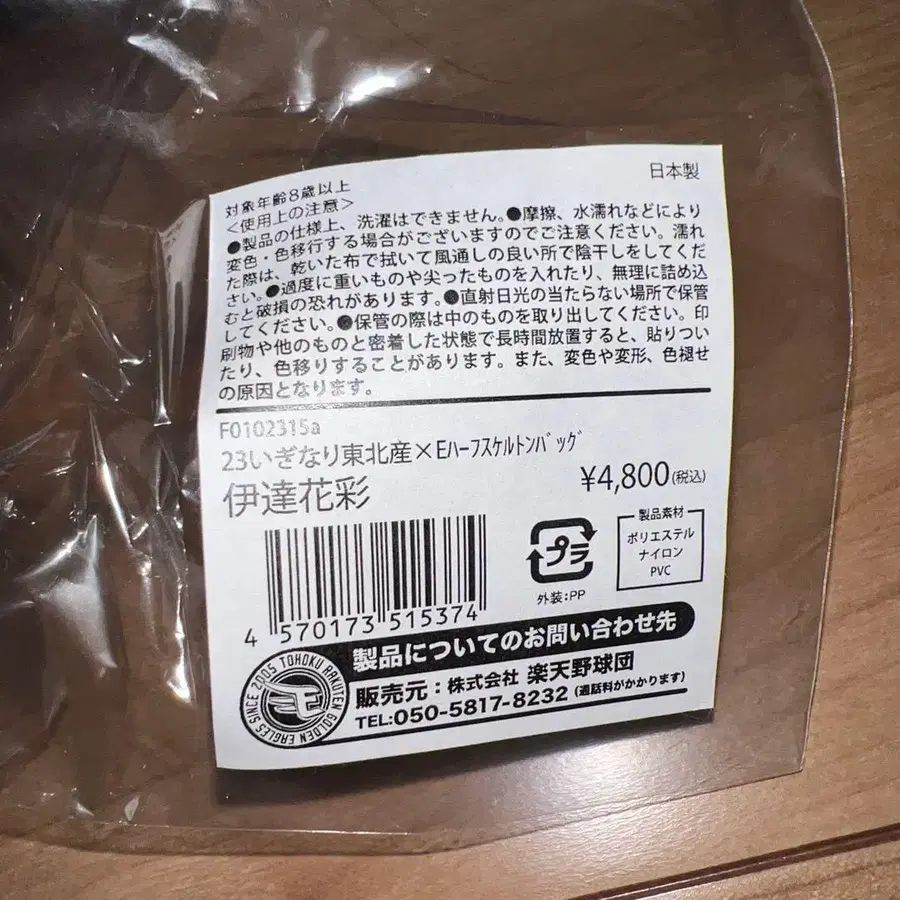 日本製
対象年齢8歳以上
＜使用上の注意＞
●製品の仕様上、洗濯はできません。●摩擦、水濡れなどにより
変色・色移行する場合がございますのでご注意ください。濡れ
た際は、乾いた布で拭いて風通しの良い所で陰干しをしてくだ
さい。●過度に重いものや尖ったものを入れたり、無理に詰め込
むと破損の恐れがあります。●直射日光の当たらない場所で保管
してください。●保管の際は中のものを取り出してください。印
刷物や他のものと密着した状態で長時間放置すると、貼りつい
たり、色移りすることがあります。また、変色や変形、色褪せ
の原因となります。
F0102315a
23いぎなり東北産×Eハーフスケルトンバッグ
伊達花彩
¥4,800(税込)
プラ
外装:PP
製品素材
ポリエステル
ナイロン
PVC
4 570173 515374
製品についてのお問い合わせ先
販売元：株式会社 楽天野球団
TEL:050-5817-8232 (通話料がかかります)
SINCE 2005 TOHOKU RAKUTEN GOLDEN EAGLES
E